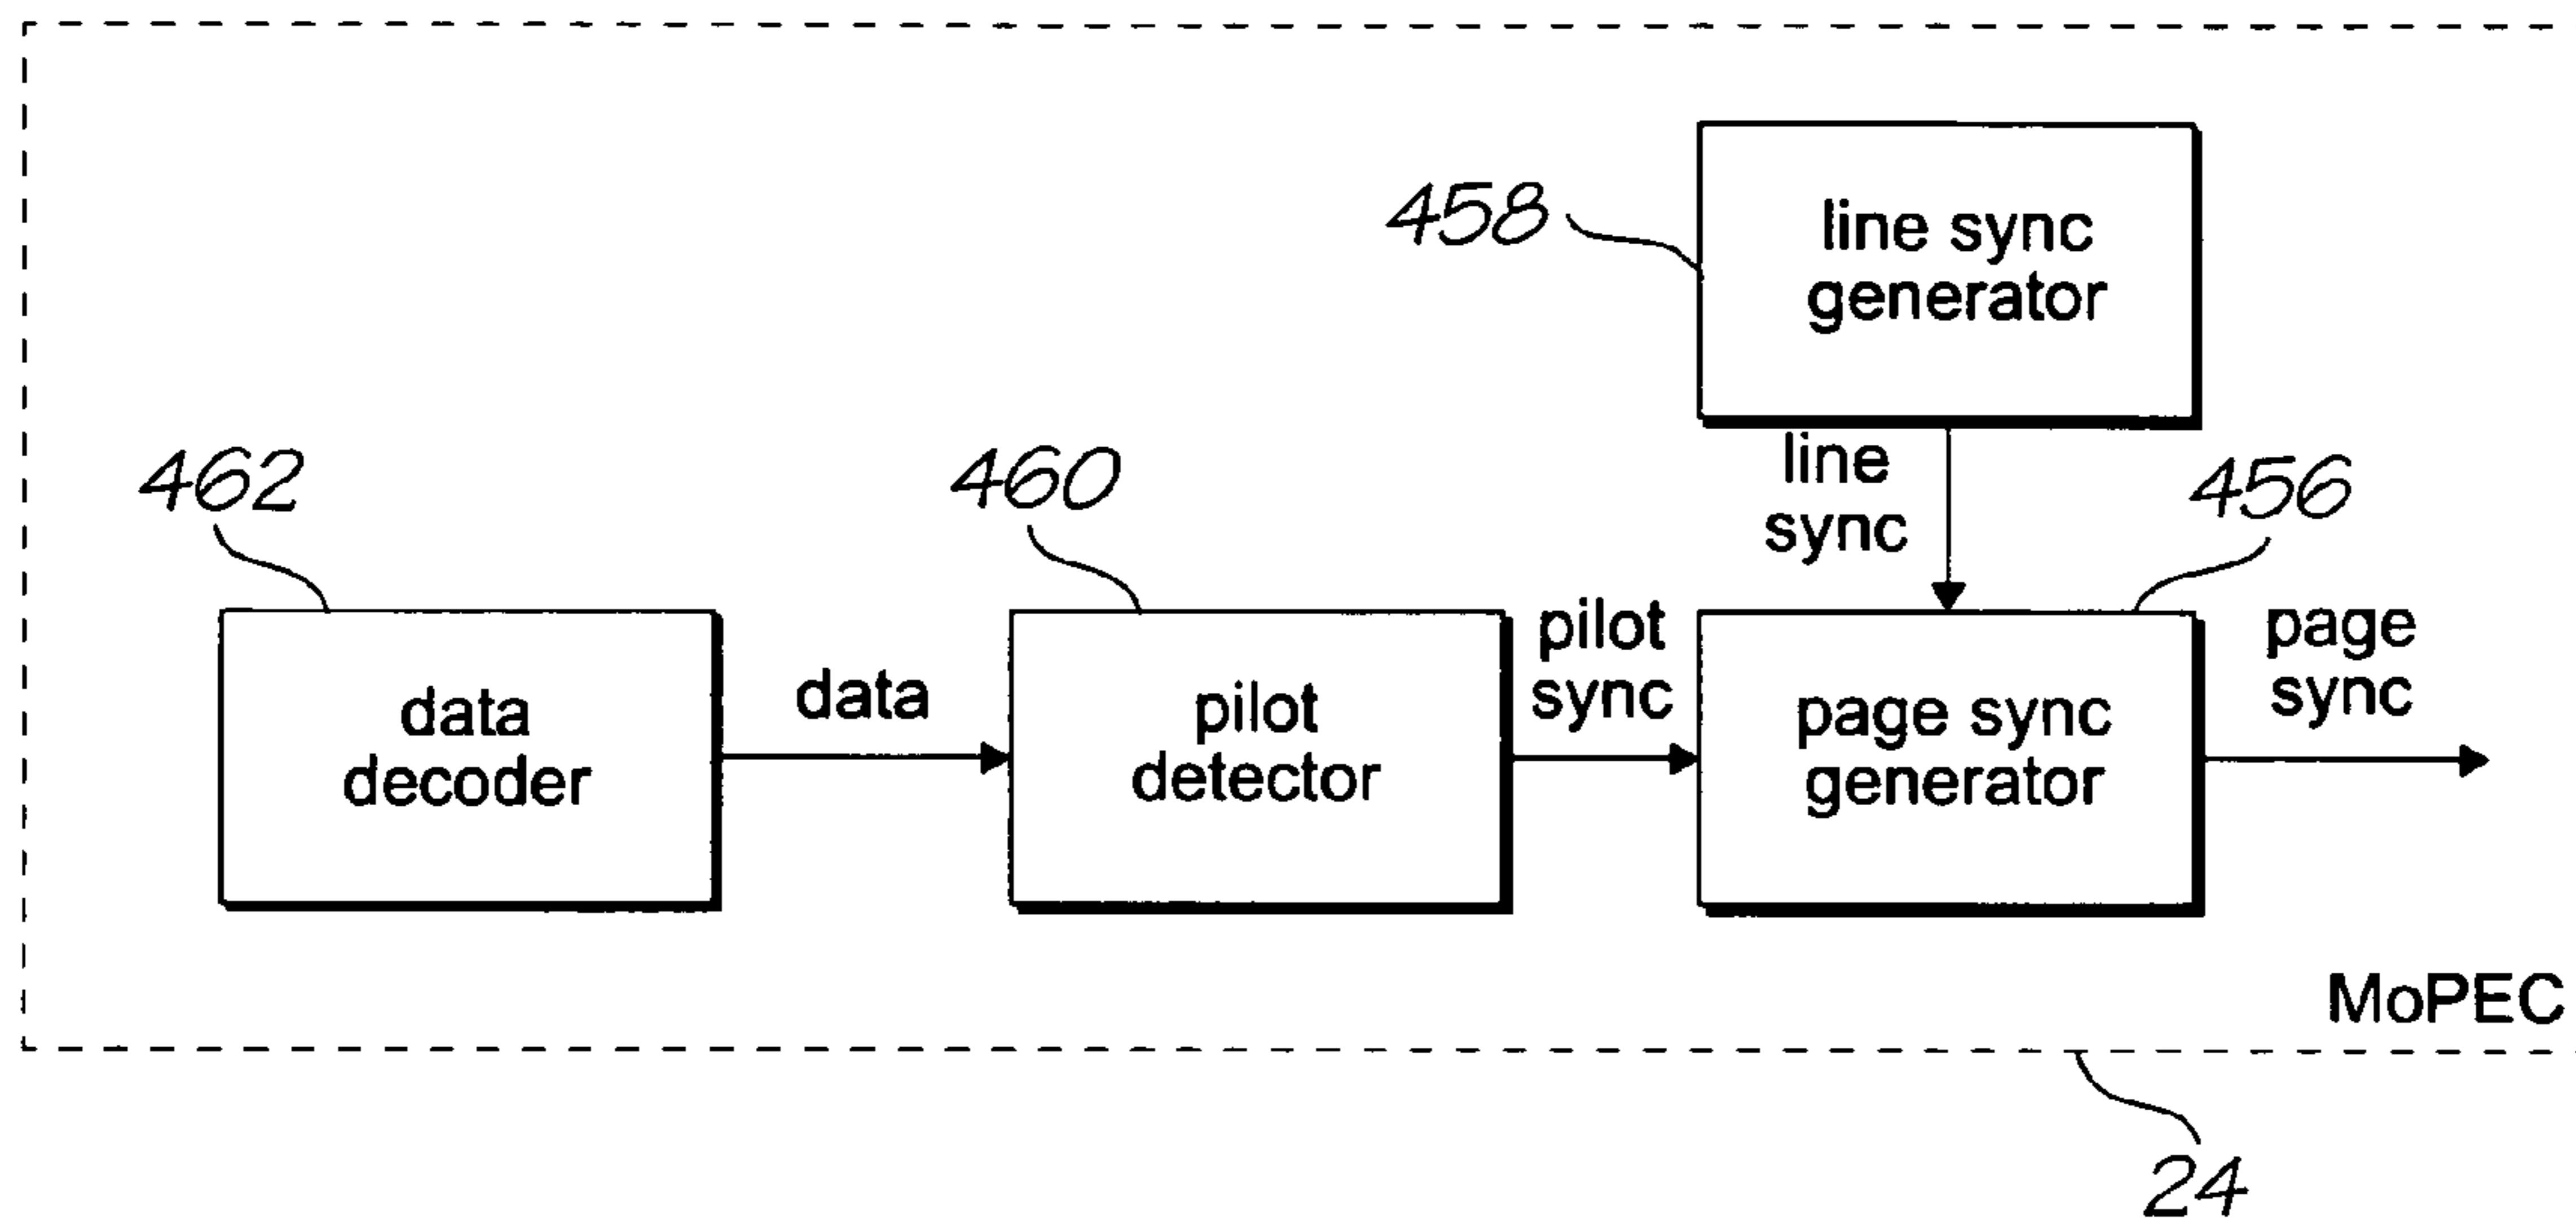 458
line sync
generator
line
sync
462
460
456
data
decoder
data
pilot
detector
pilot
sync
page sync
generator
page
sync
MoPEC
24